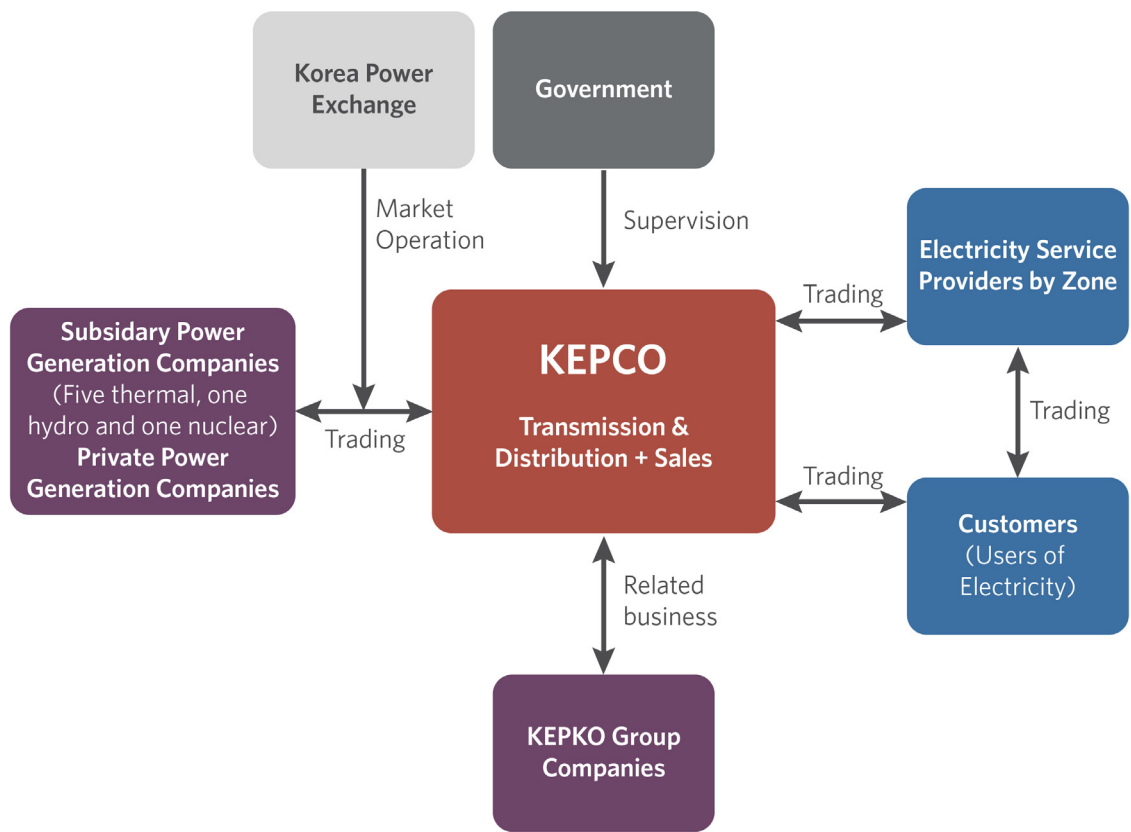 Korea Power
Exchange
Government
Market
Operation
Supervision
Electricity Service
Providers by Zone
Trading
Subsidary Power
Generation Companies
(Five thermal, one
hydro and one nuclear)
Private Power
Generation Companies
Trading
KEPCO
Transmission &
Distribution + Sales
Trading
Trading
Customers
(Users of
Electricity)
Related
business
KEPKO Group
Companies